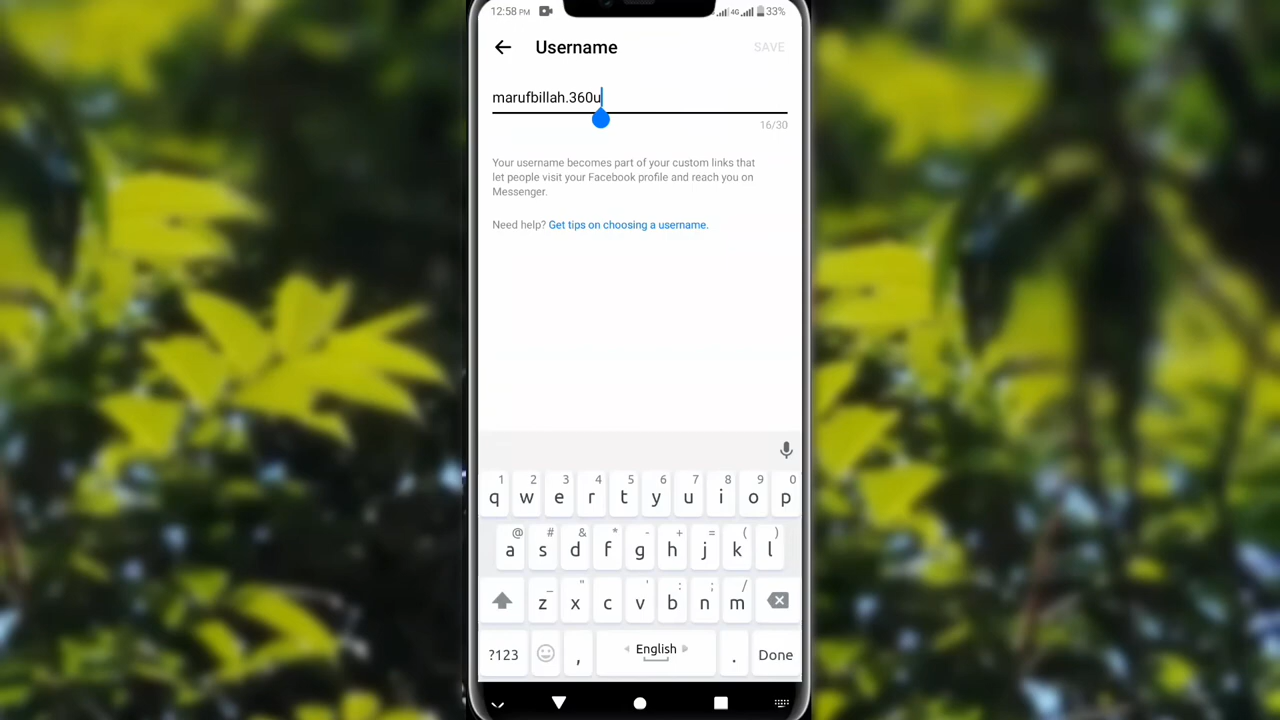 12:58 PM 4G 33%
Username SAVE
marufbillah.360u
16/30
Your username becomes part of your custom links that
let people visit your Facebook profile and reach you on
Messenger.
Need help? Get tips on choosing a username.
1 2 3 4 5 6 7 8 9 0
q w e r t y u i o p
@ # & * - + = ( )
a s d f g h j k l
_ " ' : ; /
z x c v b n m
?123 , English . Done